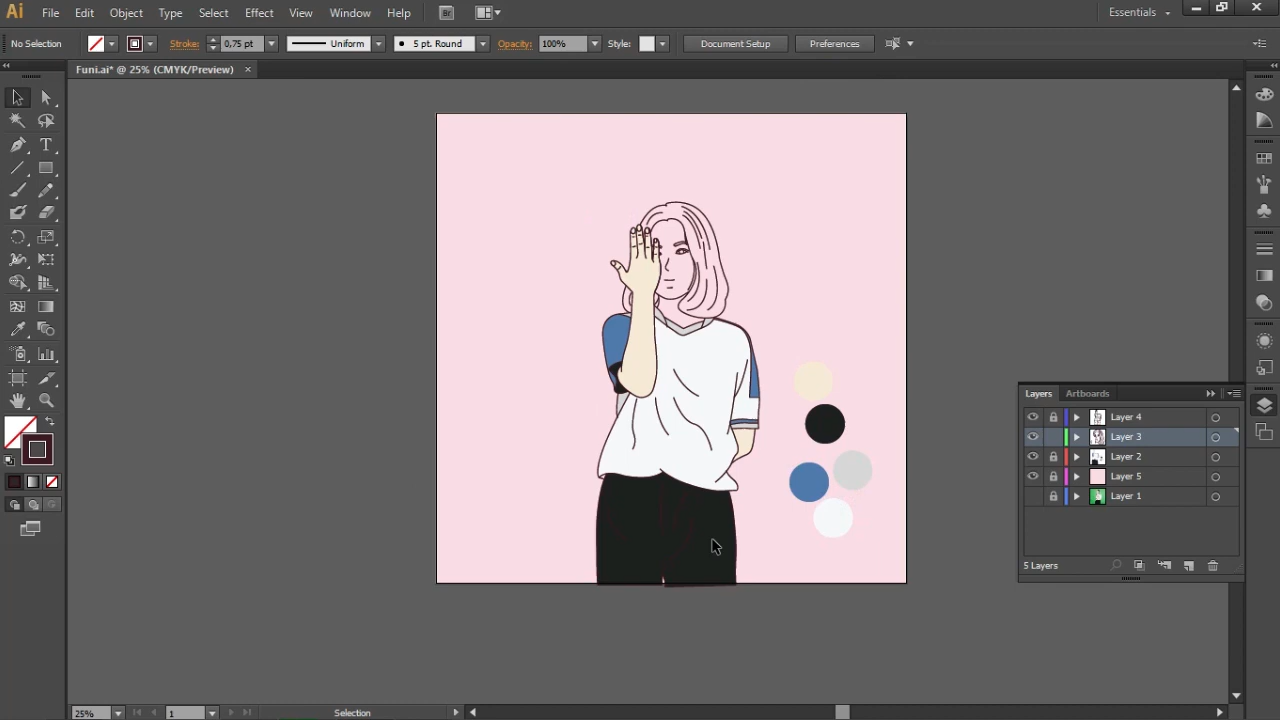 Ai File Edit Object Type Select Effect View Window Help Br Essentials
No Selection Stroke: 0,75 pt Uniform 5 pt. Round Opacity: 100% Style: Document Setup Preferences
Funi.ai* @ 25% (CMYK/Preview) ×
Layers Artboards
Layer 4
Layer 3
Layer 2
Layer 5
Layer 1
5 Layers
25% 1 Selection